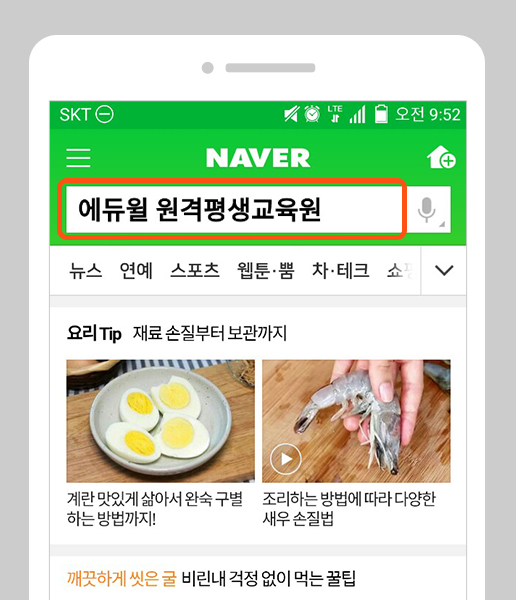 SKT LTE 오전 9:52
NAVER
에듀윌 원격평생교육원
뉴스 연예 스포츠 웹툰·뿜 차·테크 쇼핑
요리 Tip 재료 손질부터 보관까지
계란 맛있게 삶아서 완숙 구별
하는 방법까지!
조리하는 방법에 따라 다양한
새우 손질법
깨끗하게 씻은 굴 비린내 걱정 없이 먹는 꿀팁